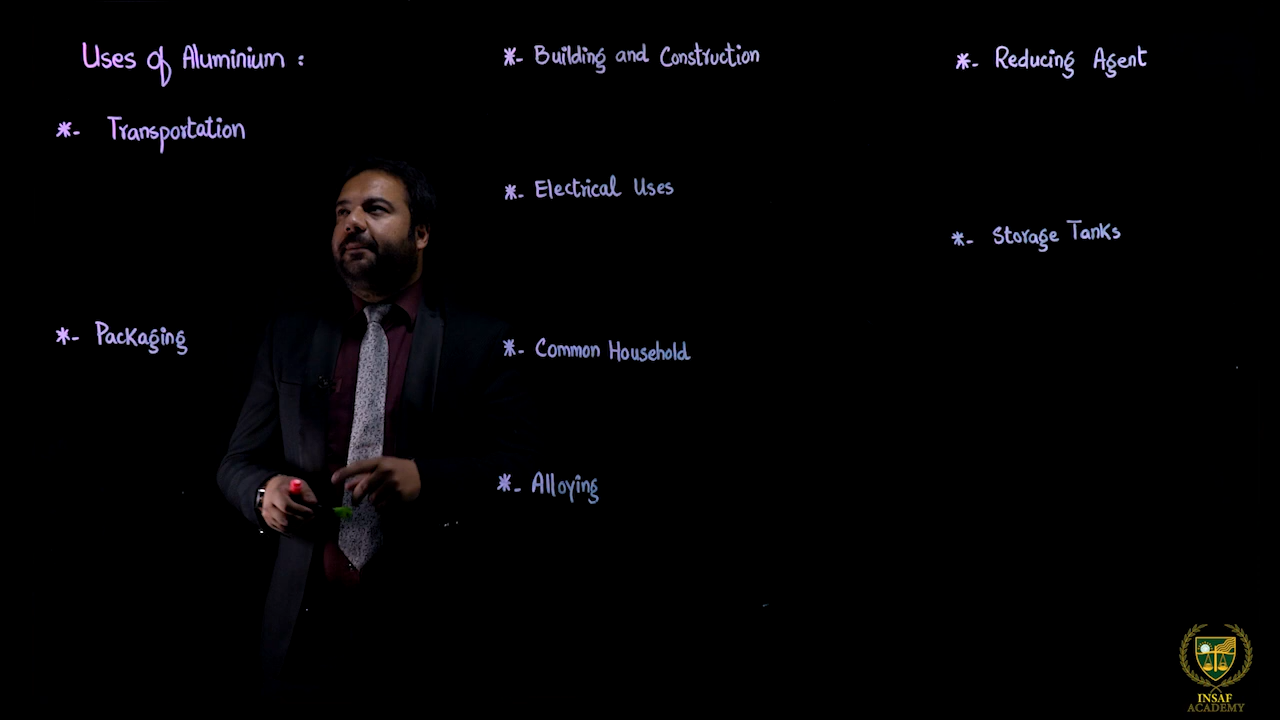 Uses of Aluminium :
*- Transportation
*- Packaging
*- Building and Construction
*- Electrical Uses
*- Common Household
*- Alloying
*- Reducing Agent
*- Storage Tanks
INSAF
ACADEMY